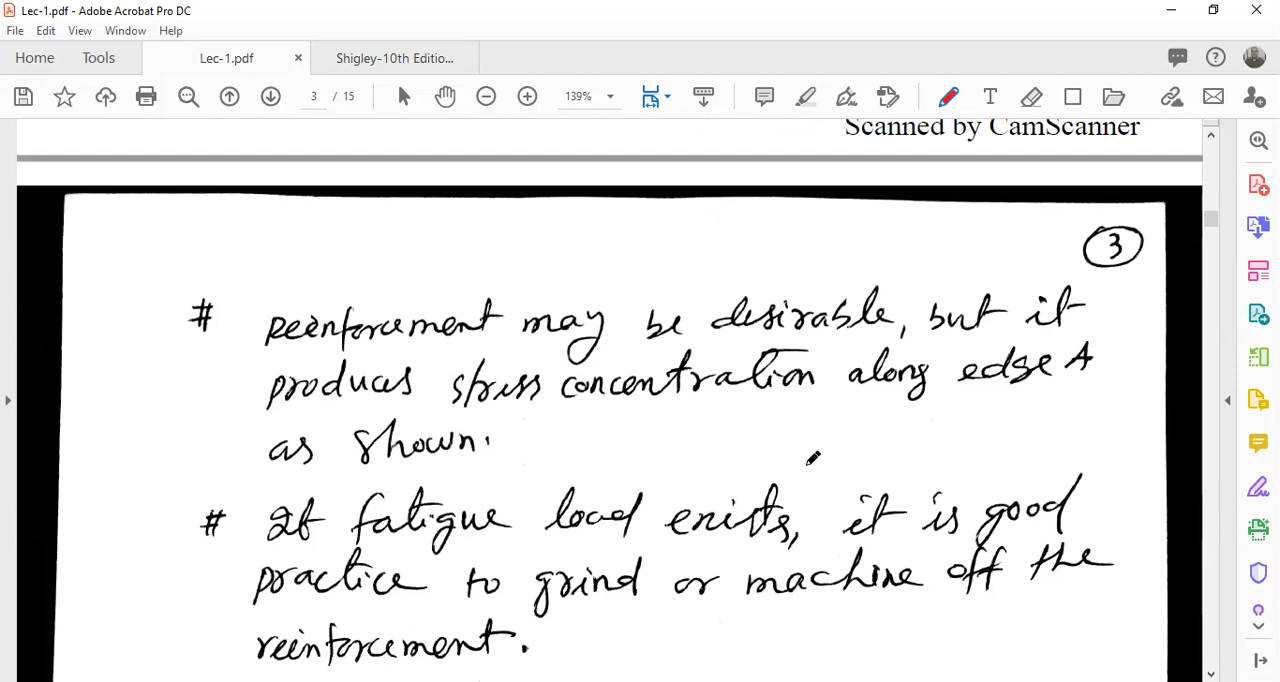 Lec-1.pdf - Adobe Acrobat Pro DC
File Edit View Window Help
Home Tools Lec-1.pdf × Shigley-10th Editio...
3 / 15 139%
Scanned by CamScanner
3
# reinforcement may be desirable, but it
produces stress concentration along edge A
as shown.
# If fatigue load exists, it is good
practice to grind or machine off the
reinforcement.